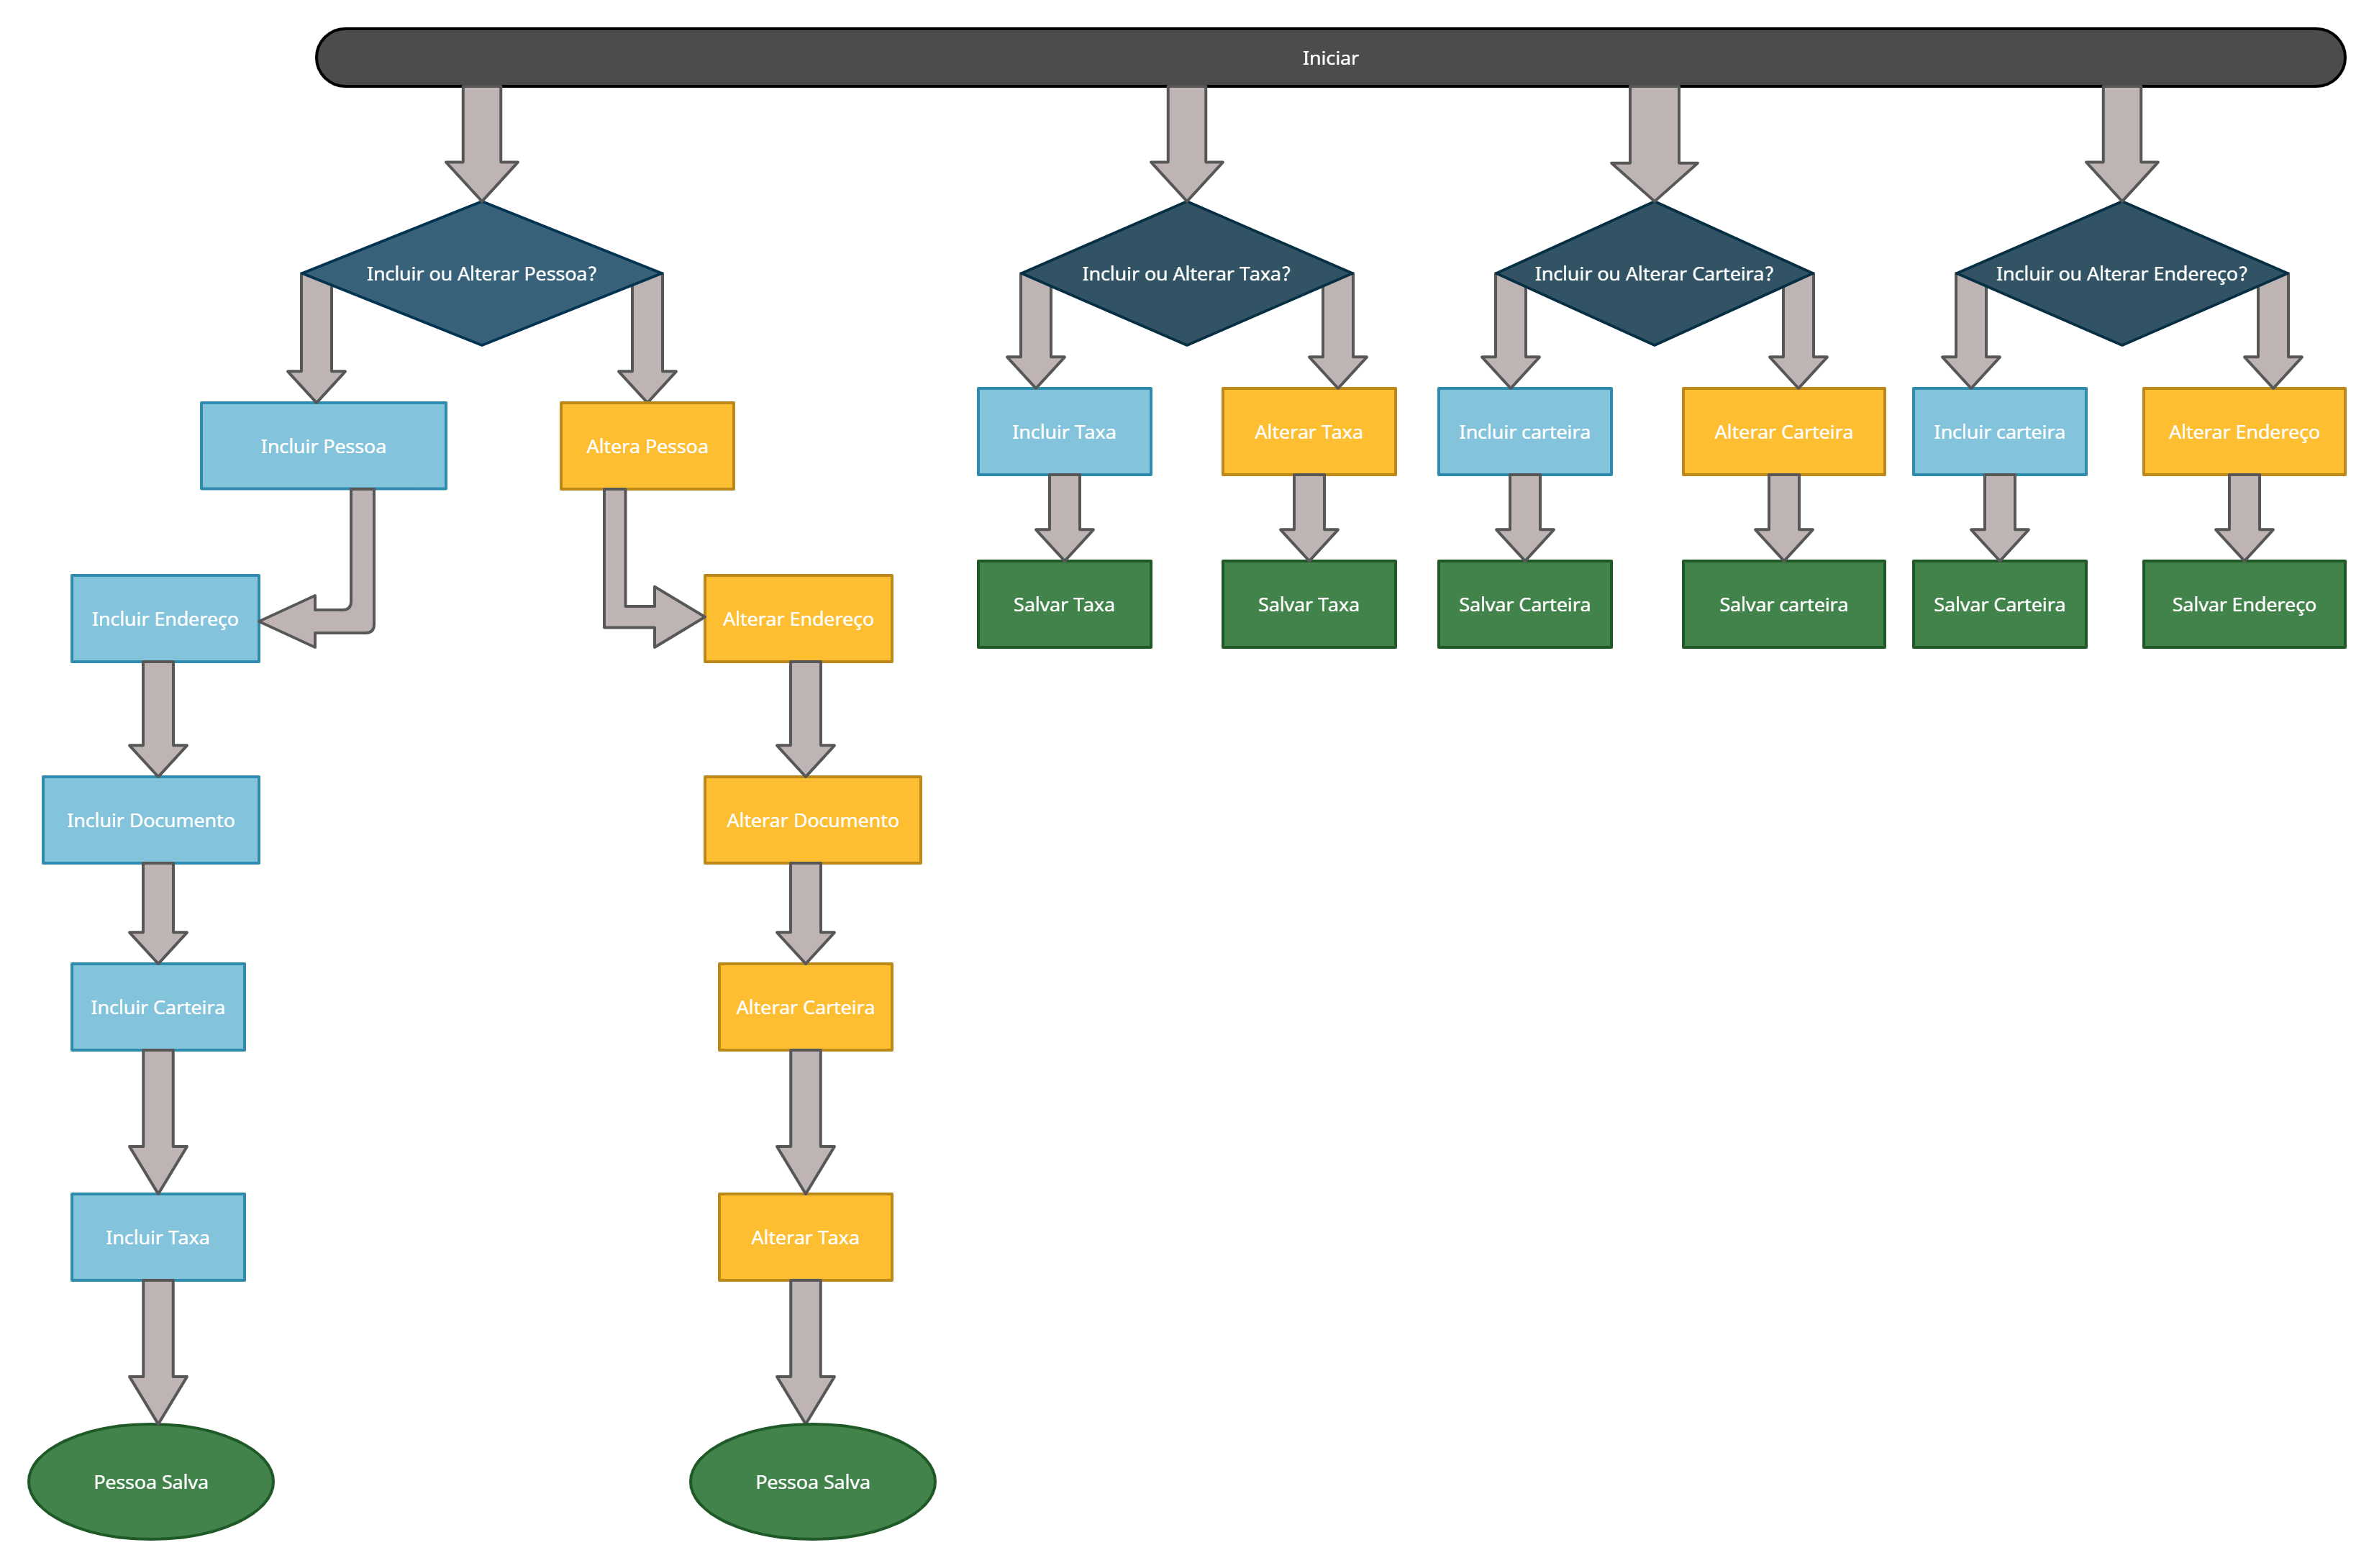 Iniciar
Incluir ou Alterar Pessoa?
Incluir ou Alterar Taxa?
Incluir ou Alterar Carteira?
Incluir ou Alterar Endereço?
Incluir Pessoa
Altera Pessoa
Incluir Taxa
Alterar Taxa
Incluir carteira
Alterar Carteira
Incluir carteira
Alterar Endereço
Incluir Endereço
Alterar Endereço
Salvar Taxa
Salvar Taxa
Salvar Carteira
Salvar carteira
Salvar Carteira
Salvar Endereço
Incluir Documento
Alterar Documento
Incluir Carteira
Alterar Carteira
Incluir Taxa
Alterar Taxa
Pessoa Salva
Pessoa Salva